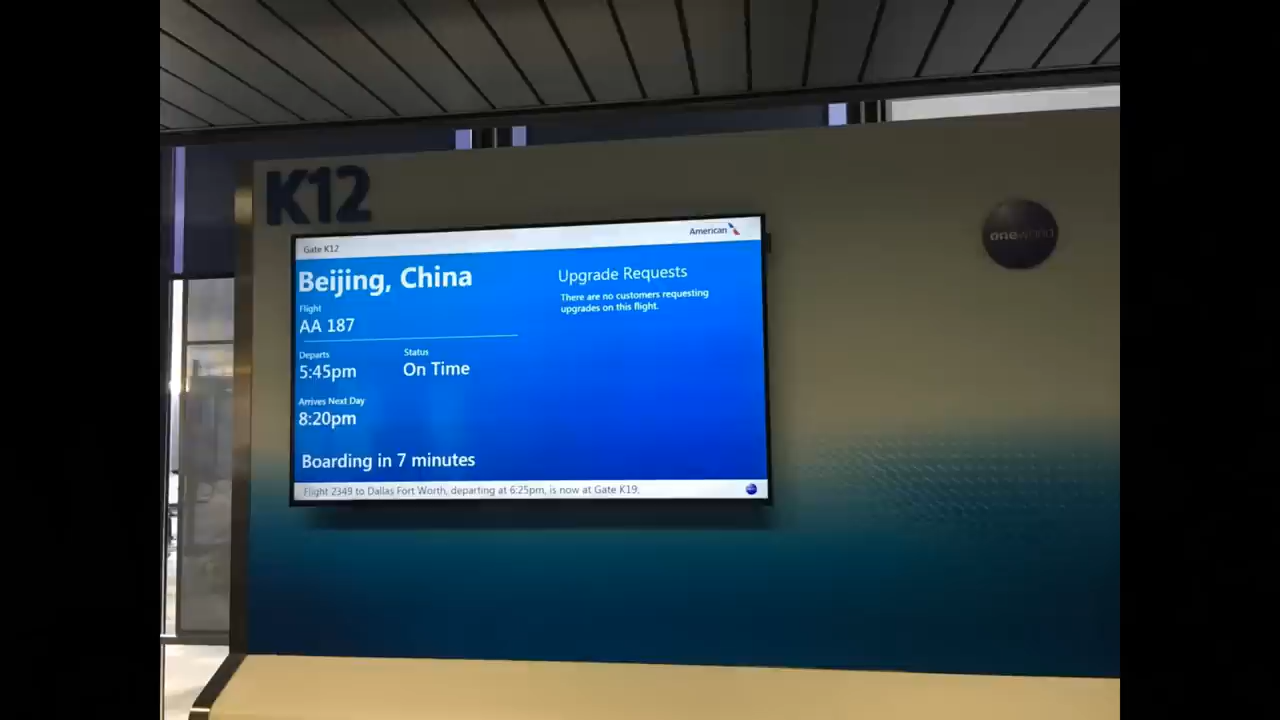 K12
Gate K12
American
oneworld
Beijing, China
Flight
AA 187
Departs
5:45pm
Status
On Time
Arrives Next Day
8:20pm
Boarding in 7 minutes
Upgrade Requests
There are no customers requesting
upgrades on this flight.
Flight 2349 to Dallas Fort Worth, departing at 6:25pm, is now at Gate K19.